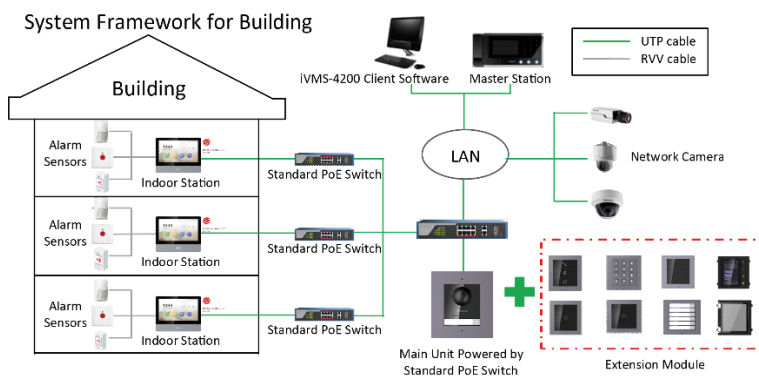 System Framework for Building
UTP cable
RVV cable
iVMS-4200 Client Software
Master Station
Building
LAN
Network Camera
Alarm
Sensors
Indoor Station
Standard PoE Switch
Alarm
Sensors
Indoor Station
Standard PoE Switch
Alarm
Sensors
Indoor Station
Standard PoE Switch
Main Unit Powered by
Standard PoE Switch
Extension Module